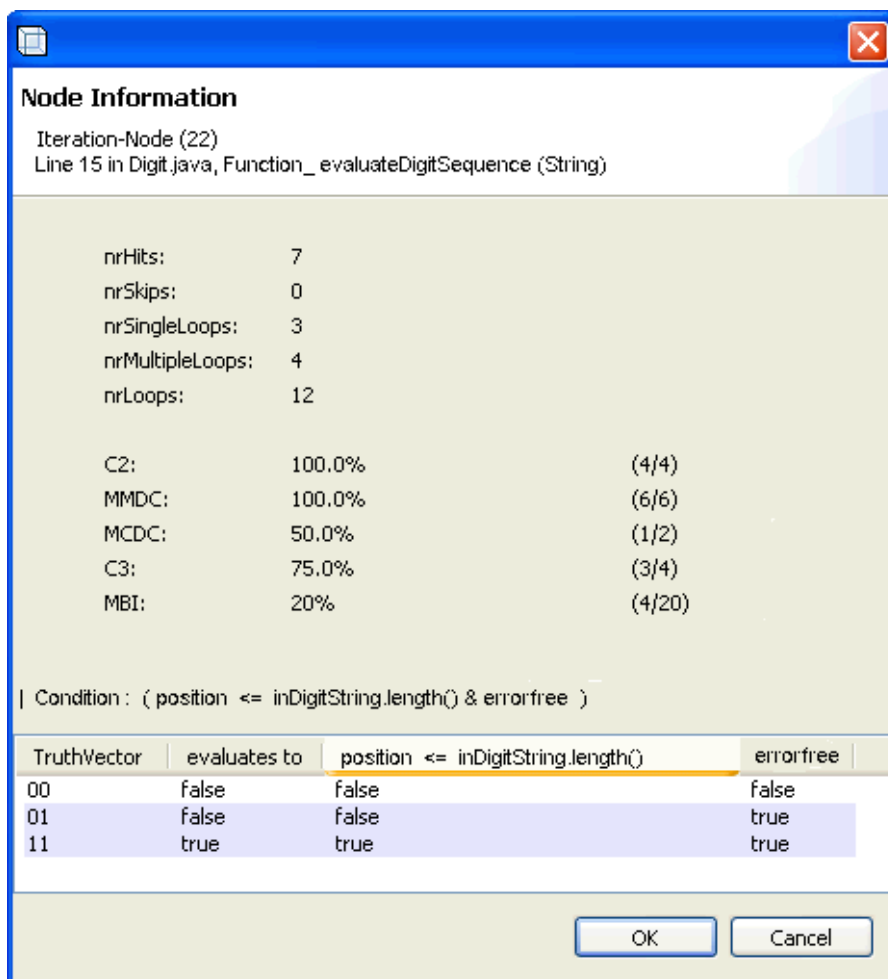 Node Information
Iteration-Node (22)
Line 15 in Digit.java, Function_ evaluateDigitSequence (String)
nrHits: 7
nrSkips: 0
nrSingleLoops: 3
nrMultipleLoops: 4
nrLoops: 12
C2: 100.0% (4/4)
MMDC: 100.0% (6/6)
MCDC: 50.0% (1/2)
C3: 75.0% (3/4)
MBI: 20% (4/20)
| Condition : ( position <= inDigitString.length() & errorfree )
TruthVector evaluates to position <= inDigitString.length() errorfree
00 false false false
01 false false true
11 true true true
OK Cancel